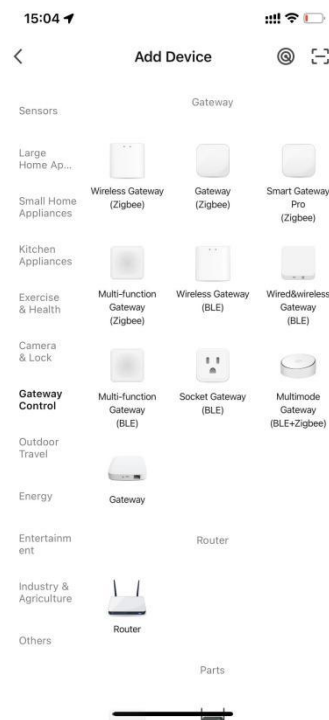 15:04
Add Device
Sensors
Large
Home Ap...
Small Home
Appliances
Kitchen
Appliances
Exercise
& Health
Camera
& Lock
Gateway
Control
Outdoor
Travel
Energy
Entertainm
ent
Industry &
Agriculture
Others
Gateway
Wireless Gateway
(Zigbee)
Gateway
(Zigbee)
Smart Gateway
Pro
(Zigbee)
Multi-function
Gateway
(Zigbee)
Wireless Gateway
(BLE)
Wired&wireless
Gateway
(BLE)
Multi-function
Gateway
(BLE)
Socket Gateway
(BLE)
Multimode
Gateway
(BLE+Zigbee)
Gateway
Router
Router
Parts